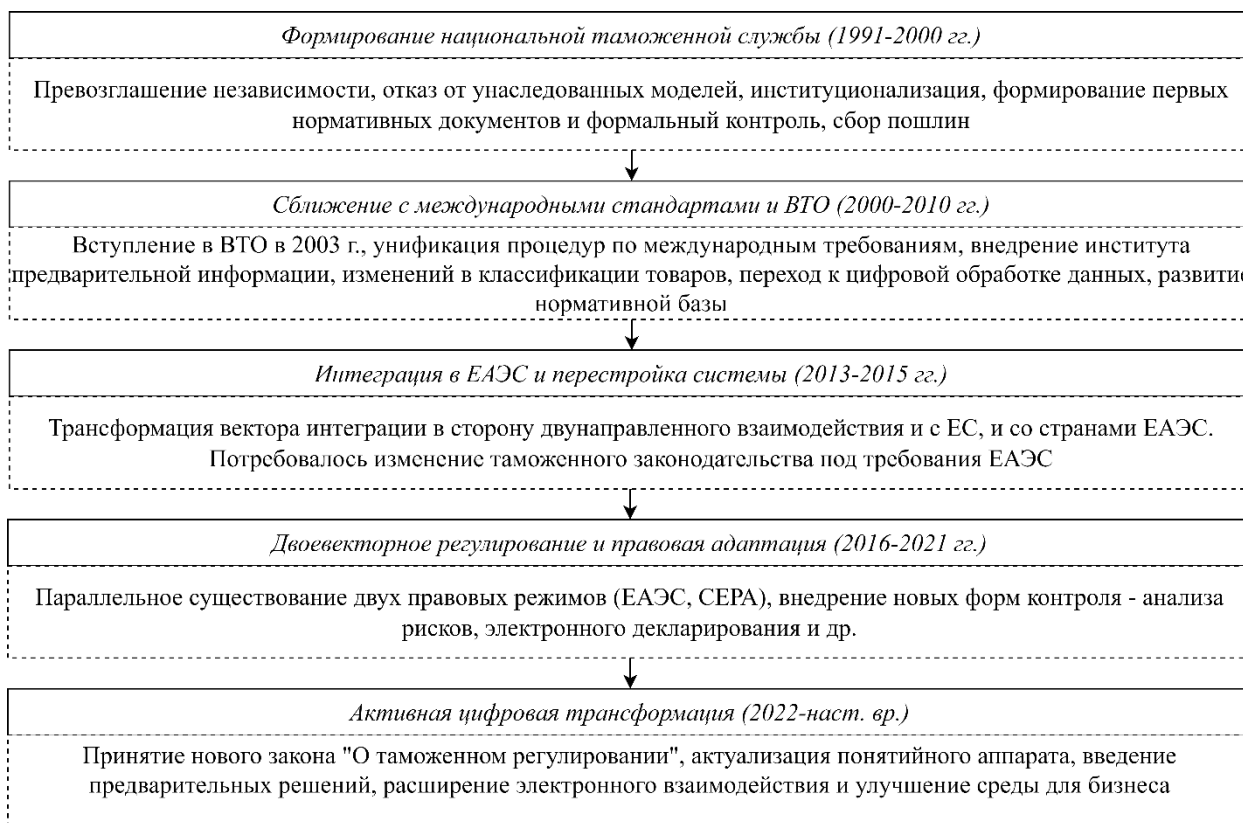 Формирование национальной таможенной службы (1991-2000 гг.)
Превозглашение независимости, отказ от унаследованных моделей, институционализация, формирование первых
нормативных документов и формальный контроль, сбор пошлин
Сближение с международными стандартами и ВТО (2000-2010 гг.)
Вступление в ВТО в 2003 г., унификация процедур по международным требованиям, внедрение института
предварительной информации, изменений в классификации товаров, переход к цифровой обработке данных, развитие
нормативной базы
Интеграция в ЕАЭС и перестройка системы (2013-2015 гг.)
Трансформация вектора интеграции в сторону двунаправленного взаимодействия и с ЕС, и со странами ЕАЭС.
Потребовалось изменение таможенного законодательства под требования ЕАЭС
Двоевекторное регулирование и правовая адаптация (2016-2021 гг.)
Параллельное существование двух правовых режимов (ЕАЭС, СЕРА), внедрение новых форм контроля - анализа
рисков, электронного декларирования и др.
Активная цифровая трансформация (2022-наст. вр.)
Принятие нового закона "О таможенном регулировании", актуализация понятийного аппарата, введение
предварительных решений, расширение электронного взаимодействия и улучшение среды для бизнеса